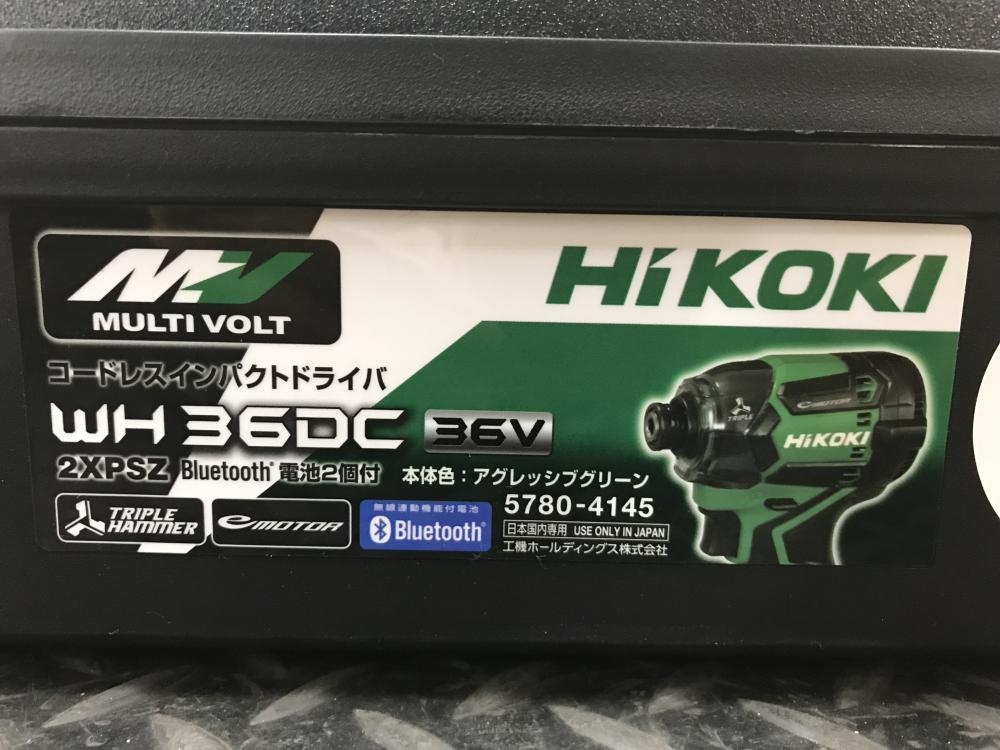 MV
MULTI VOLT
HiKOKI
コードレスインパクトドライバ
WH 36DC 36V
2XPSZ Bluetooth® 電池2個付
本体色：アグレッシブグリーン
5780-4145
TRIPLE
HAMMER
e MOTOR
無線連動機能付電池
Bluetooth®
日本国内専用 USE ONLY IN JAPAN
工機ホールディングス株式会社
TRIPLE
e MOTOR
HiKOKI